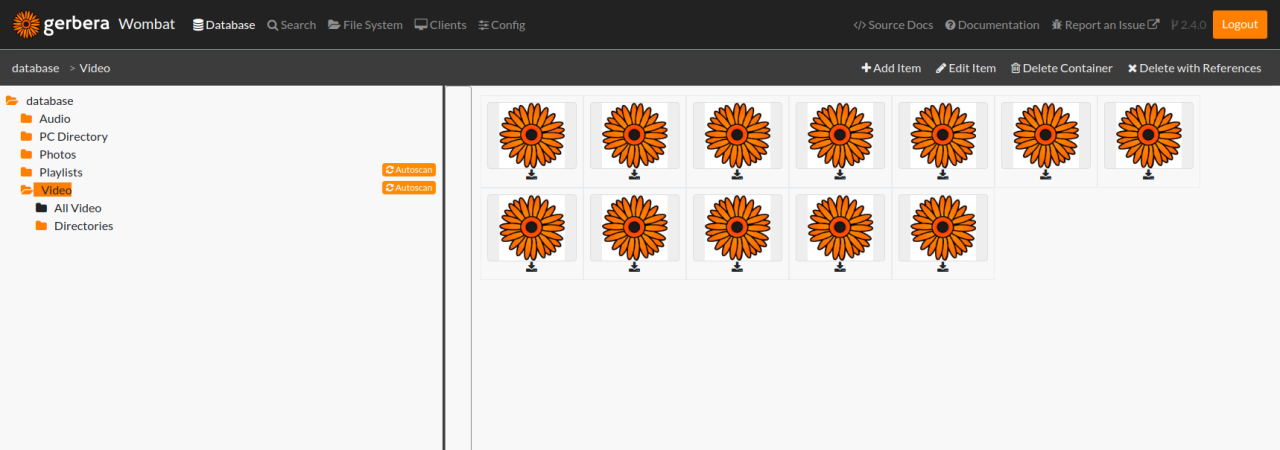 gerbera Wombat Database Search File System Clients Config Source Docs Documentation Report an Issue 2.4.0 Logout
database > Video Add Item Edit Item Delete Container Delete with References
database
Audio
PC Directory
Photos
Playlists Autoscan
Video Autoscan
All Video
Directories